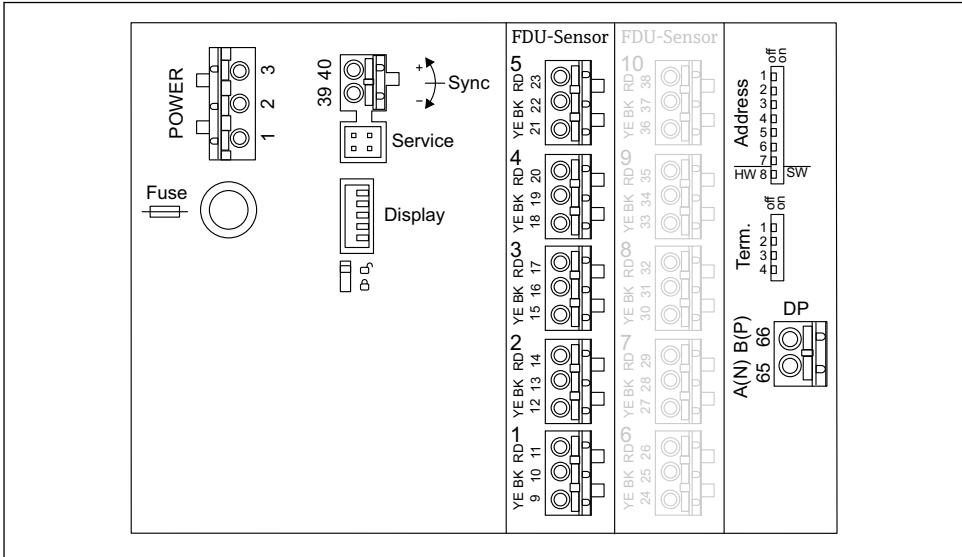 POWER
1 2 3
Fuse
39 40
+
−
Sync
Service
Display
FDU-Sensor
5
YE BK RD
21 22 23
4
YE BK RD
18 19 20
3
YE BK RD
15 16 17
2
YE BK RD
12 13 14
1
YE BK RD
9 10 11
FDU-Sensor
10
YE BK RD
36 37 38
9
YE BK RD
33 34 35
8
YE BK RD
30 31 32
7
YE BK RD
27 28 29
6
YE BK RD
24 25 26
Address
off
on
1
2
3
4
5
6
7
HW 8 SW
Term.
off
on
1
2
3
4
DP
A(N) B(P)
65 66